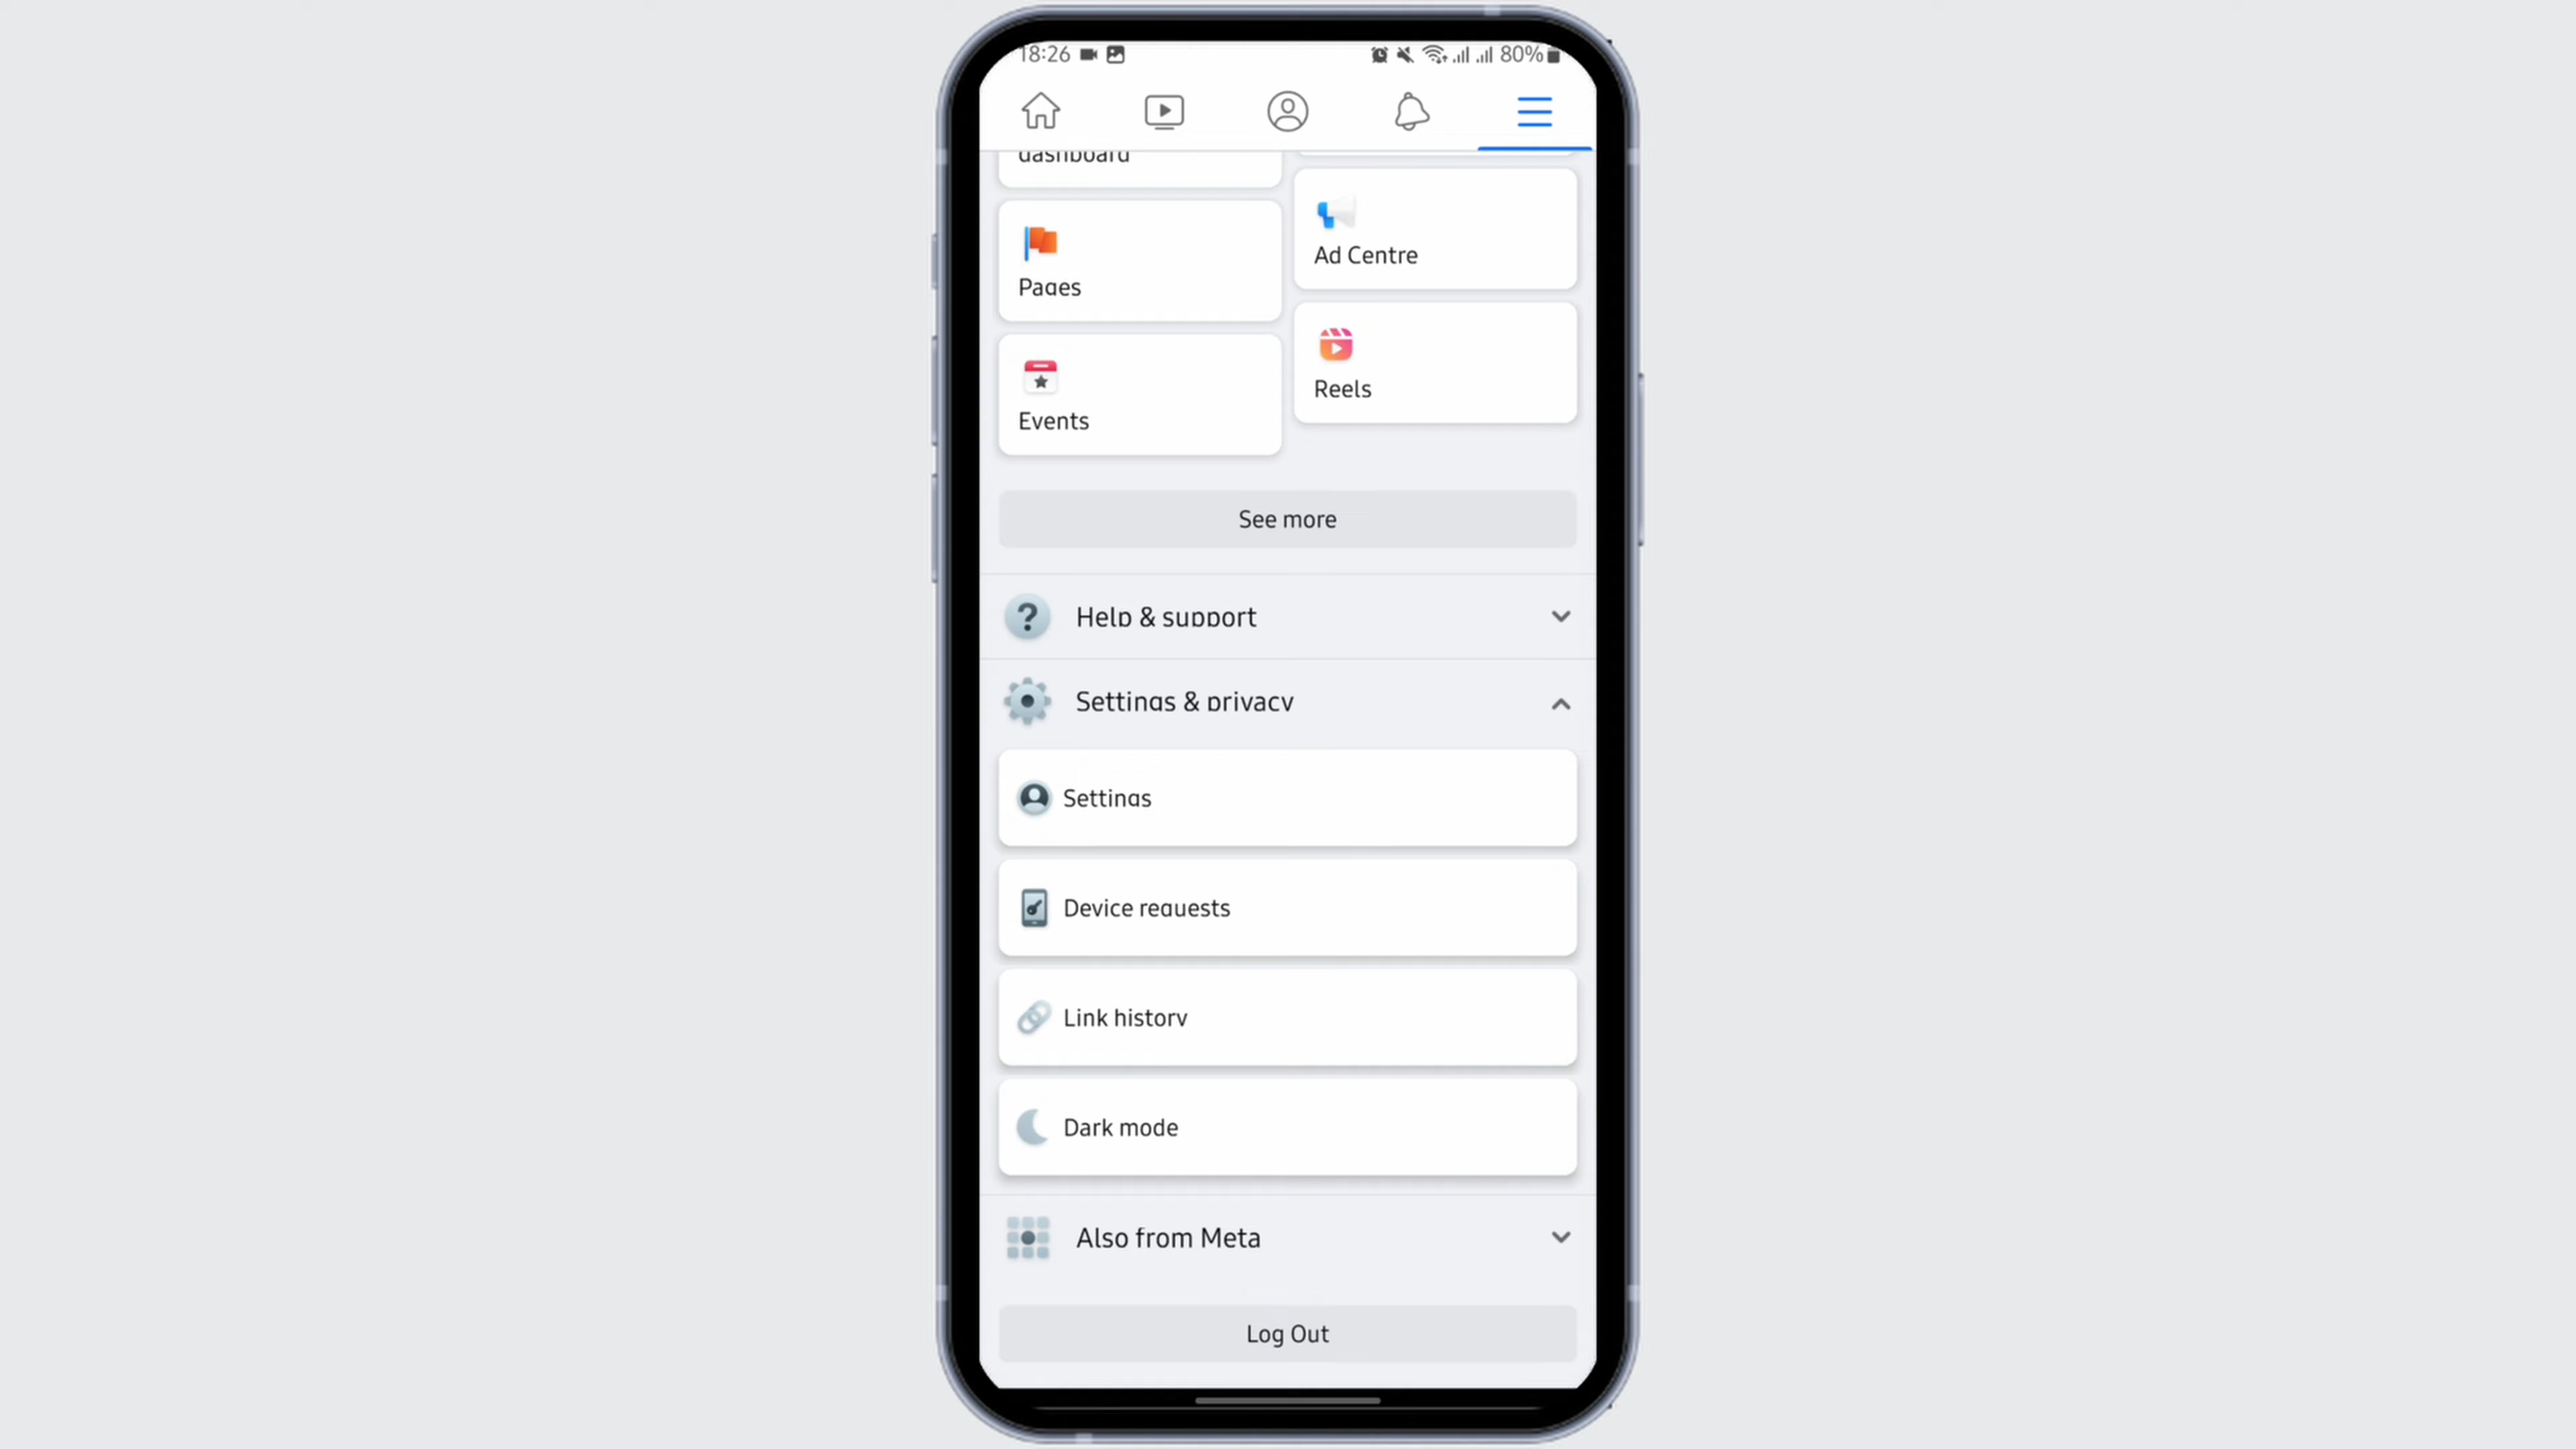 18:26
80%
dashboard
Ad Centre
Pages
Reels
Events
See more
Help & support
Settings & privacy
Settings
Device requests
Link history
Dark mode
Also from Meta
Log Out